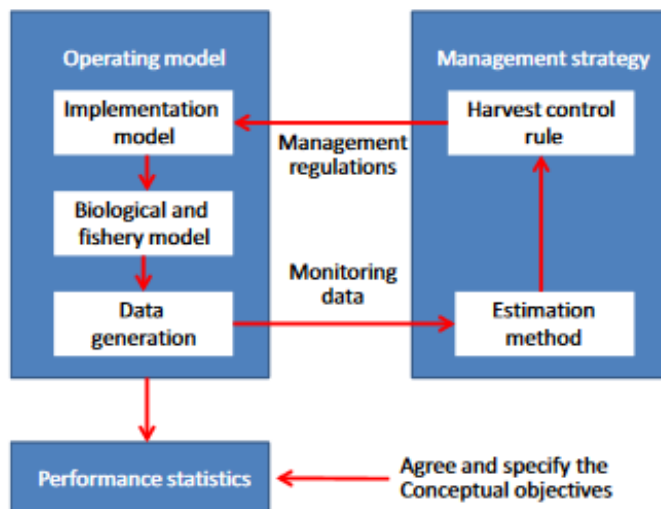 Operating model
Implementation
model
Biological and
fishery model
Data
generation
Management
regulations
Monitoring
data
Management strategy
Harvest control
rule
Estimation
method
Performance statistics
Agree and specify the
Conceptual objectives